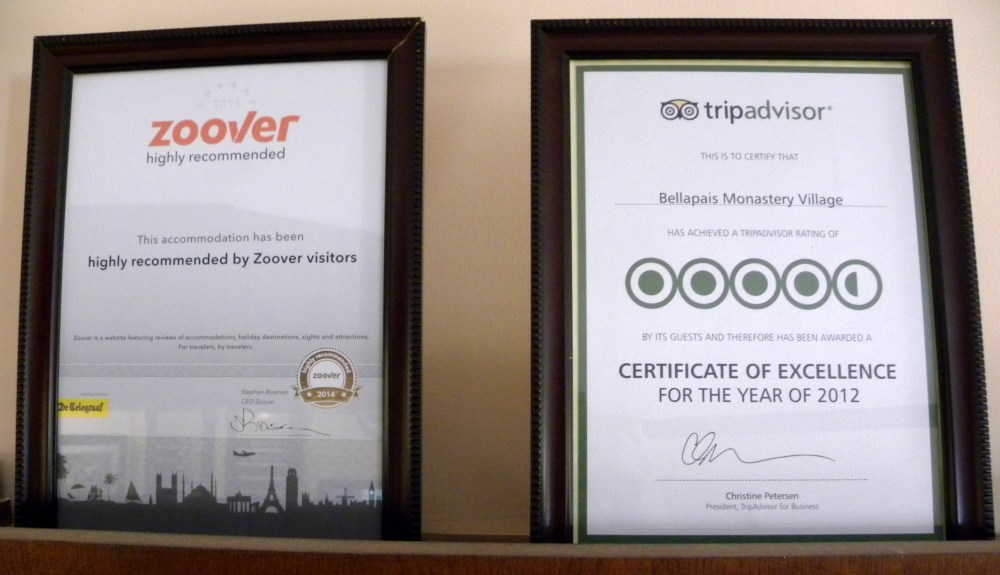 2014
zoover
highly recommended
This accommodation has been
highly recommended by Zoover visitors
Zoover is a website featuring reviews of accommodations, holiday destinations, sights and attractions.
For travelers, by travelers.
highly recommended
zoover
2014
Stephan Bosman
CEO Zoover
De Telegraaf
tripadvisor®
THIS IS TO CERTIFY THAT
Bellapais Monastery Village
HAS ACHIEVED A TRIPADVISOR RATING OF
BY ITS GUESTS AND THEREFORE HAS BEEN AWARDED A
CERTIFICATE OF EXCELLENCE
FOR THE YEAR OF 2012
Christine Petersen
President, TripAdvisor for Business